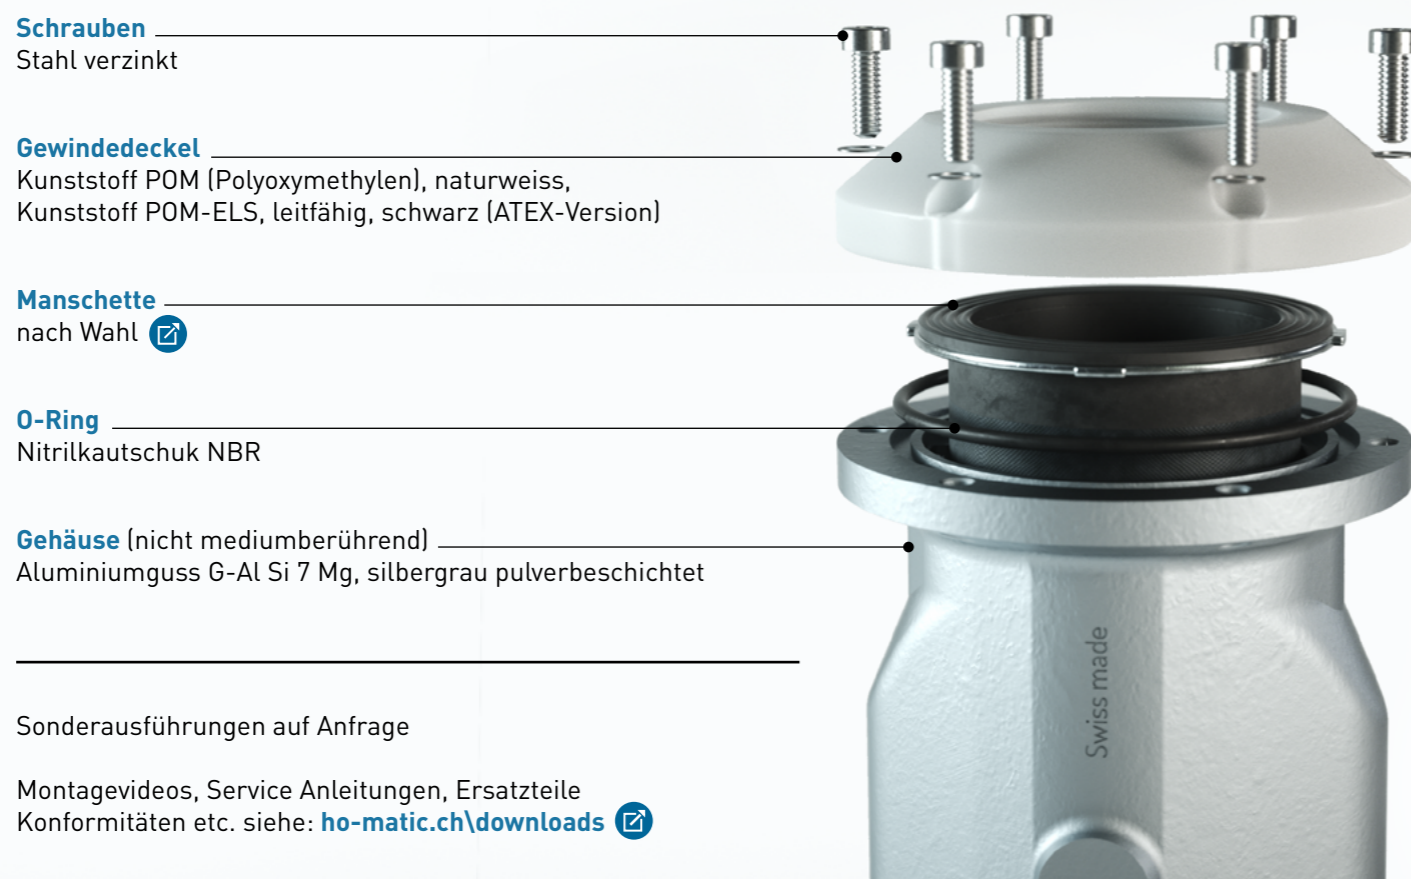 Schrauben
Stahl verzinkt
Gewindedeckel
Kunststoff POM (Polyoxymethylen), naturweiss,
Kunststoff POM-ELS, leitfähig, schwarz (ATEX-Version)
Manschette
nach Wahl
O-Ring
Nitrilkautschuk NBR
Gehäuse (nicht mediumberührend)
Aluminiumguss G-Al Si 7 Mg, silbergrau pulverbeschichtet
Sonderausführungen auf Anfrage
Montagevideos, Service Anleitungen, Ersatzteile
Konformitäten etc. siehe: ho-matic.ch\downloads
Swiss made